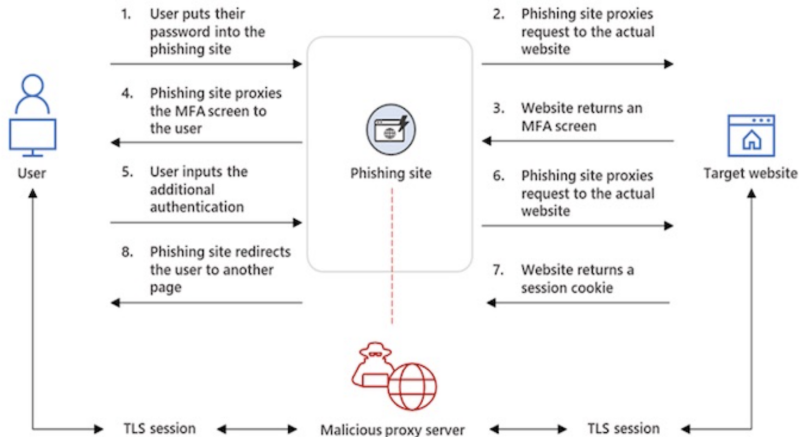 1. User puts their
password into the
phishing site
2. Phishing site proxies
request to the actual
website
4. Phishing site proxies
the MFA screen to
the user
3. Website returns an
MFA screen
User
Phishing site
Target website
5. User inputs the
additional
authentication
6. Phishing site proxies
request to the actual
website
8. Phishing site redirects
the user to another
page
7. Website returns a
session cookie
TLS session
Malicious proxy server
TLS session